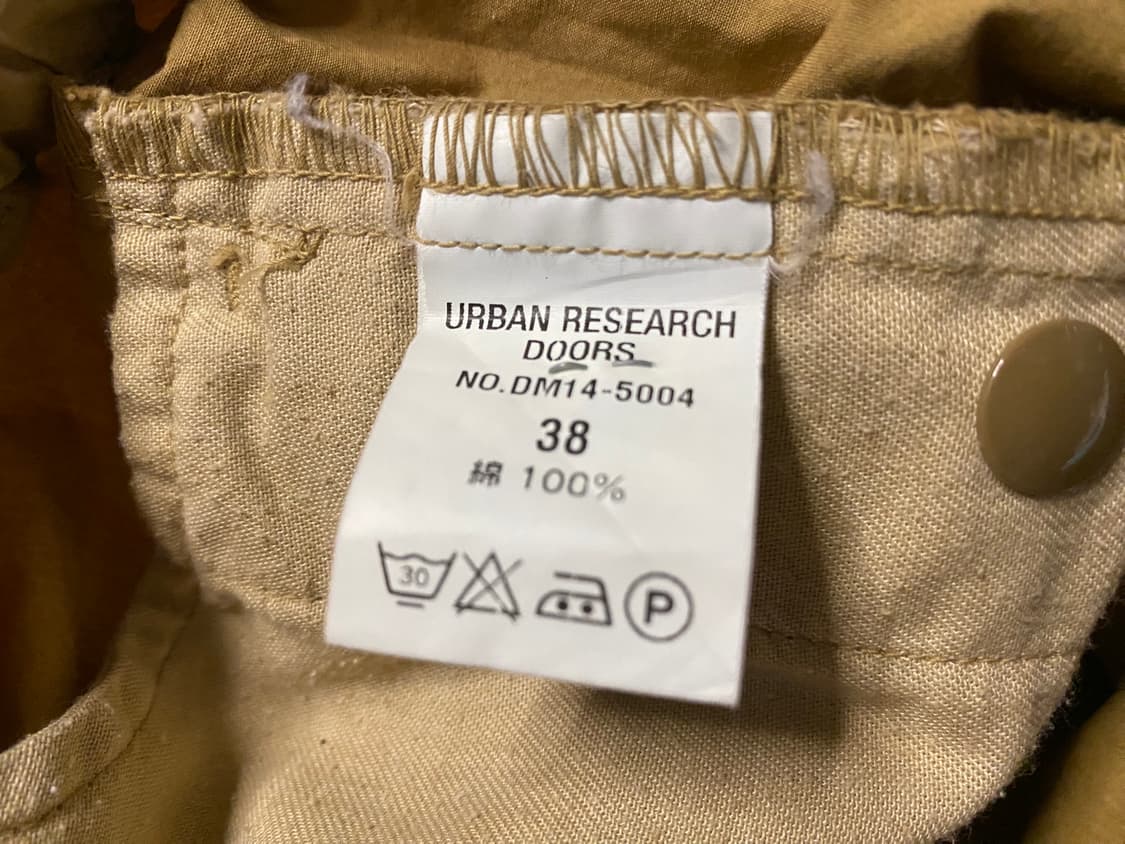 URBAN RESEARCH
DOORS
NO.DM14-5004
38
綿 100%
30 P